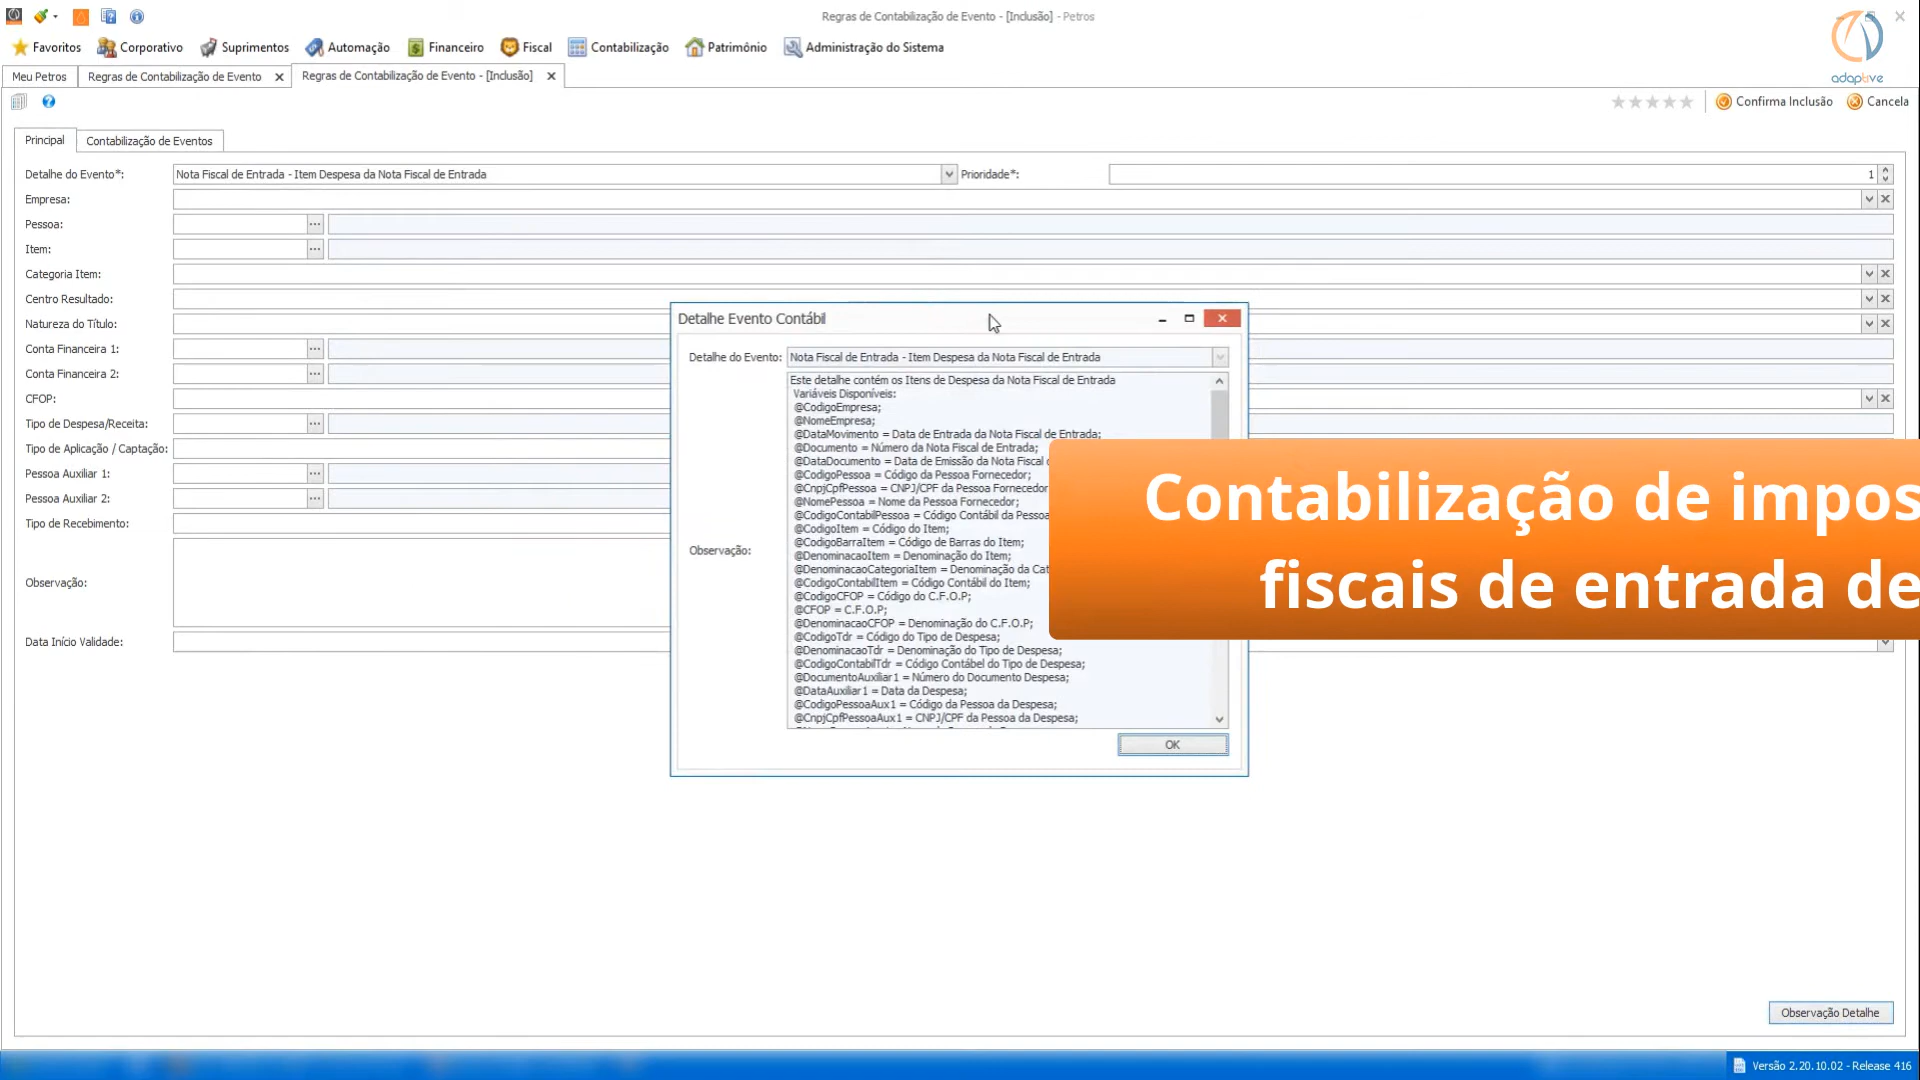 Regras de Contabilização de Evento - [Inclusão] - Petros
Favoritos Corporativo Suprimentos Automação Financeiro Fiscal Contabilização Patrimônio Administração do Sistema
adaptive
Meu Petros Regras de Contabilização de Evento Regras de Contabilização de Evento - [Inclusão]
Confirma Inclusão Cancela
Principal Contabilização de Eventos
Detalhe do Evento*: Nota Fiscal de Entrada - Item Despesa da Nota Fiscal de Entrada Prioridade*: 1
Empresa:
Pessoa:
Item:
Categoria Item:
Centro Resultado:
Natureza do Título:
Conta Financeira 1:
Conta Financeira 2:
CFOP:
Tipo de Despesa/Receita:
Tipo de Aplicação / Captação:
Pessoa Auxiliar 1:
Pessoa Auxiliar 2:
Tipo de Recebimento:
Observação:
Data Início Validade:
Detalhe Evento Contábil
Detalhe do Evento: Nota Fiscal de Entrada - Item Despesa da Nota Fiscal de Entrada
Observação:
Este detalhe contém os Itens de Despesa da Nota Fiscal de Entrada
Variáveis Disponíveis:
@CodigoEmpresa;
@NomeEmpresa;
@DataMovimento = Data de Entrada da Nota Fiscal de Entrada;
@Documento = Número da Nota Fiscal de Entrada;
@DataDocumento = Data de Emissão da Nota Fiscal
@CodigoPessoa = Código da Pessoa Fornecedor;
@CnpjCpfPessoa = CNPJ/CPF da Pessoa Fornecedor
@NomePessoa = Nome da Pessoa Fornecedor;
@CodigoContabilPessoa = Código Contábil da Pessoa
@CodigoItem = Código do Item;
@CodigoBarraItem = Código de Barras do Item;
@DenominacaoItem = Denominação do Item;
@DenominacaoCategoriaItem = Denominação da Cat
@CodigoContabilItem = Código Contábil do Item;
@CodigoCFOP = Código do C.F.O.P;
@CFOP = C.F.O.P;
@DenominacaoCFOP = Denominação do C.F.O.P;
@CodigoTdr = Código do Tipo de Despesa;
@DenominacaoTdr = Denominação do Tipo de Despesa;
@CodigoContabilTdr = Código Contábel do Tipo de Despesa;
@DocumentoAuxiliar1 = Número do Documento Despesa;
@DataAuxiliar1 = Data da Despesa;
@CodigoPessoaAux1 = Código da Pessoa da Despesa;
@CnpjCpfPessoaAux1 = CNPJ/CPF da Pessoa da Despesa;
OK
Contabilização de impos
fiscais de entrada de
Observação Detalhe
Versão 2.20.10.02 - Release 416